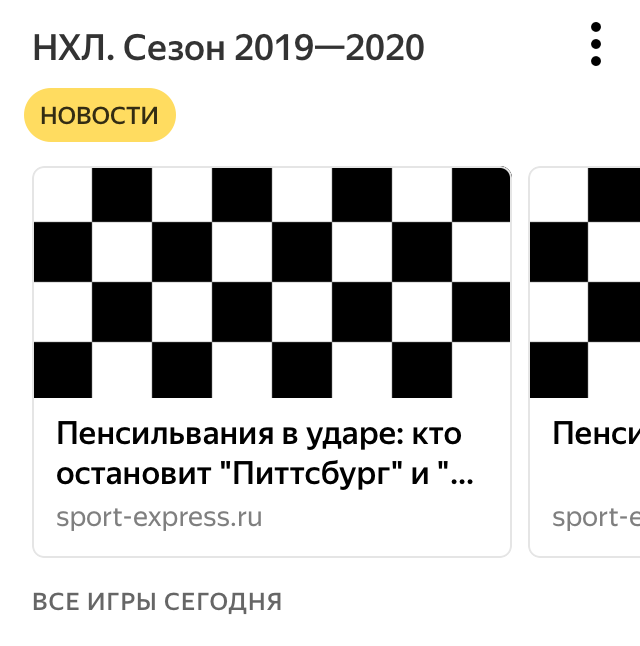 НХЛ. Сезон 2019—2020
НОВОСТИ
Пенсильвания в ударе: кто
остановит "Питтсбург" и "...
sport-express.ru
Пенси
sport-e
ВСЕ ИГРЫ СЕГОДНЯ